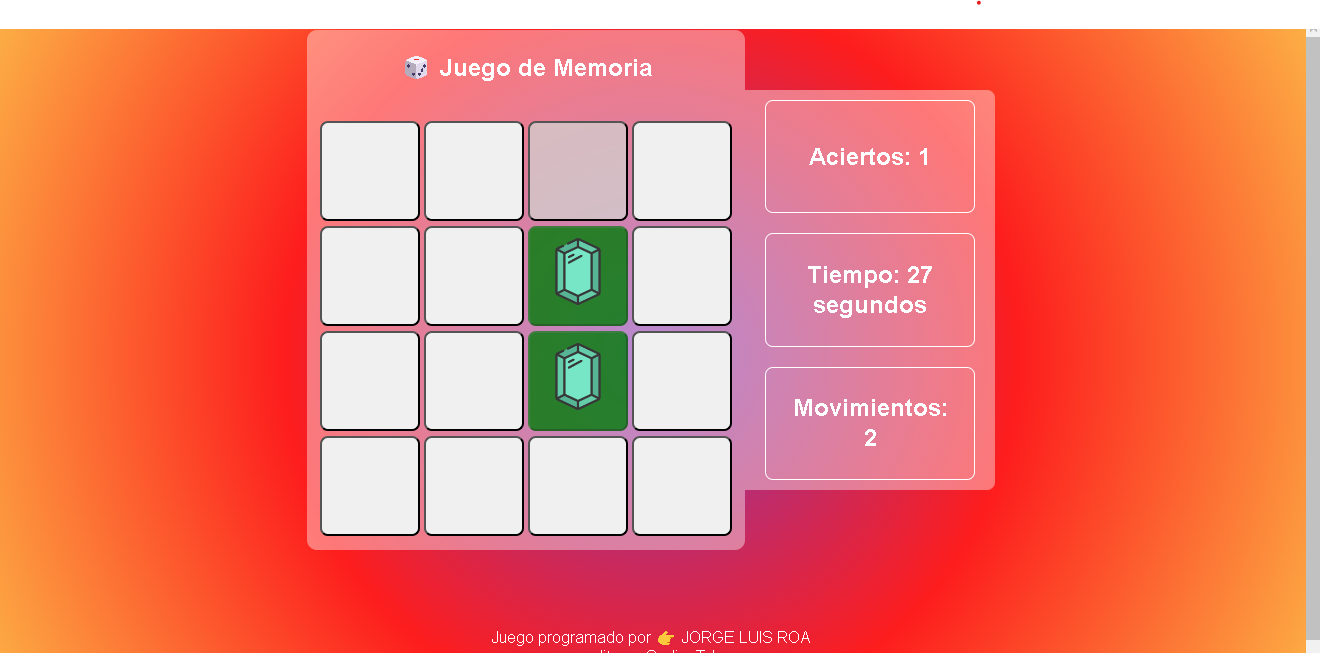 🎲 Juego de Memoria
Aciertos: 1
Tiempo: 27
segundos
Movimientos:
2
Juego programado por 👉 JORGE LUIS ROA